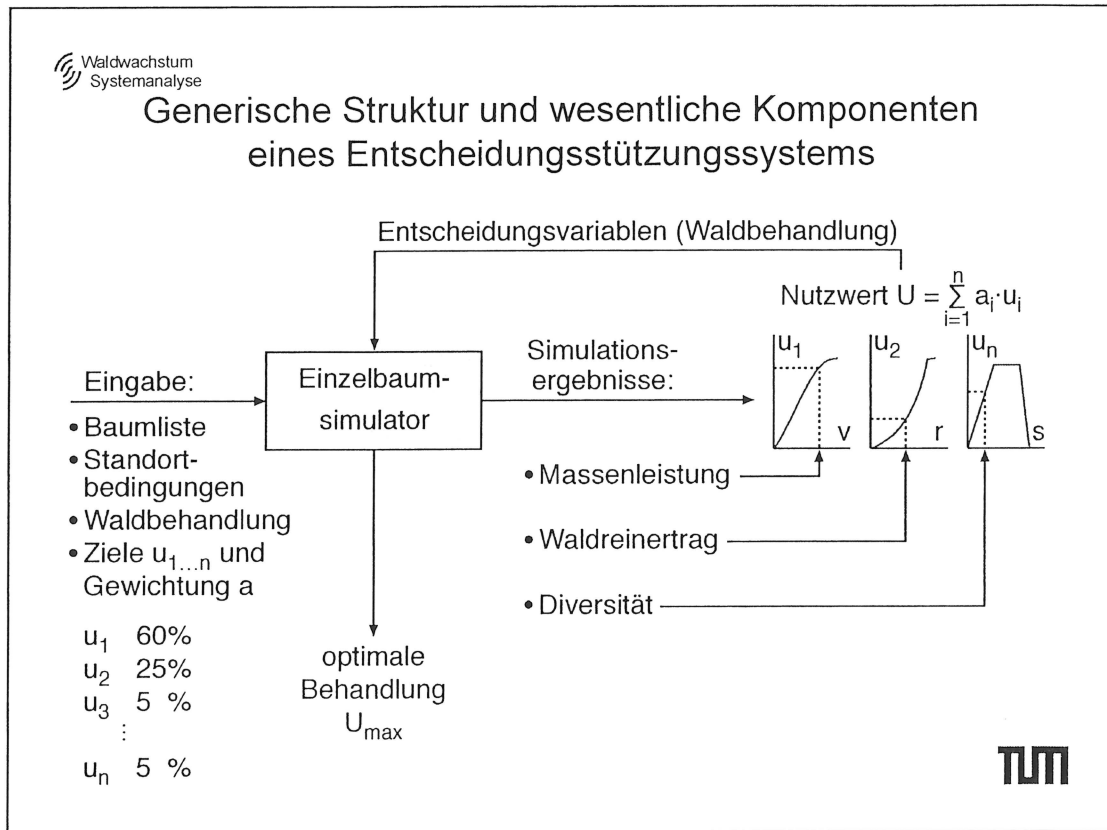 Waldwachstum
Systemanalyse
Generische Struktur und wesentliche Komponenten
eines Entscheidungsstützungssystems
Entscheidungsvariablen (Waldbehandlung)
Nutzwert U = ∑ aᵢ·uᵢ
n
i=1
Eingabe:
• Baumliste
• Standort-
bedingungen
• Waldbehandlung
• Ziele u₁...ₙ und
Gewichtung a
u₁ 60%
u₂ 25%
u₃ 5 %
⋮
uₙ 5 %
Einzelbaum-
simulator
optimale
Behandlung
Uₘₐₓ
Simulations-
ergebnisse:
• Massenleistung
• Waldreinertrag
• Diversität
u₁
v
u₂
r
uₙ
s
TUM